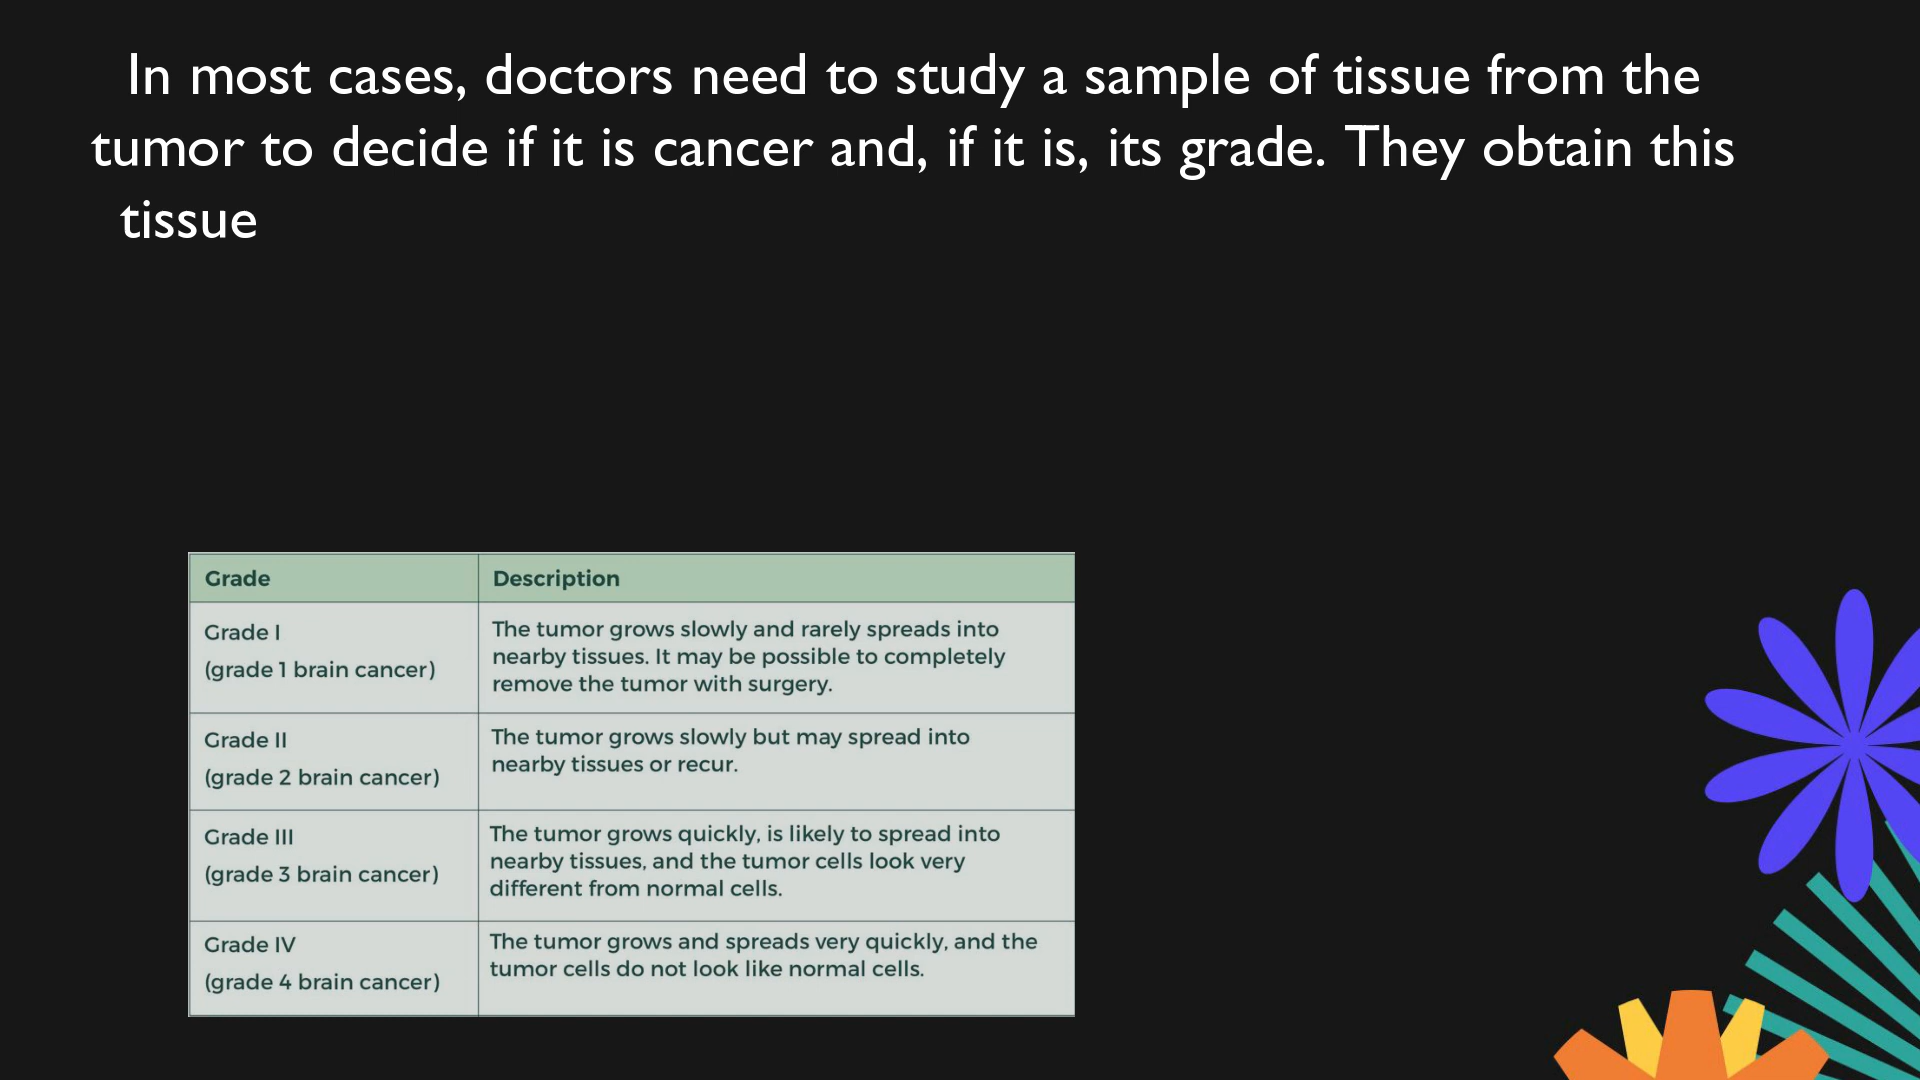 In most cases, doctors need to study a sample of tissue from the
tumor to decide if it is cancer and, if it is, its grade. They obtain this
tissue
Grade Description
Grade I
(grade 1 brain cancer)
The tumor grows slowly and rarely spreads into
nearby tissues. It may be possible to completely
remove the tumor with surgery.
Grade II
(grade 2 brain cancer)
The tumor grows slowly but may spread into
nearby tissues or recur.
Grade III
(grade 3 brain cancer)
The tumor grows quickly, is likely to spread into
nearby tissues, and the tumor cells look very
different from normal cells.
Grade IV
(grade 4 brain cancer)
The tumor grows and spreads very quickly, and the
tumor cells do not look like normal cells.